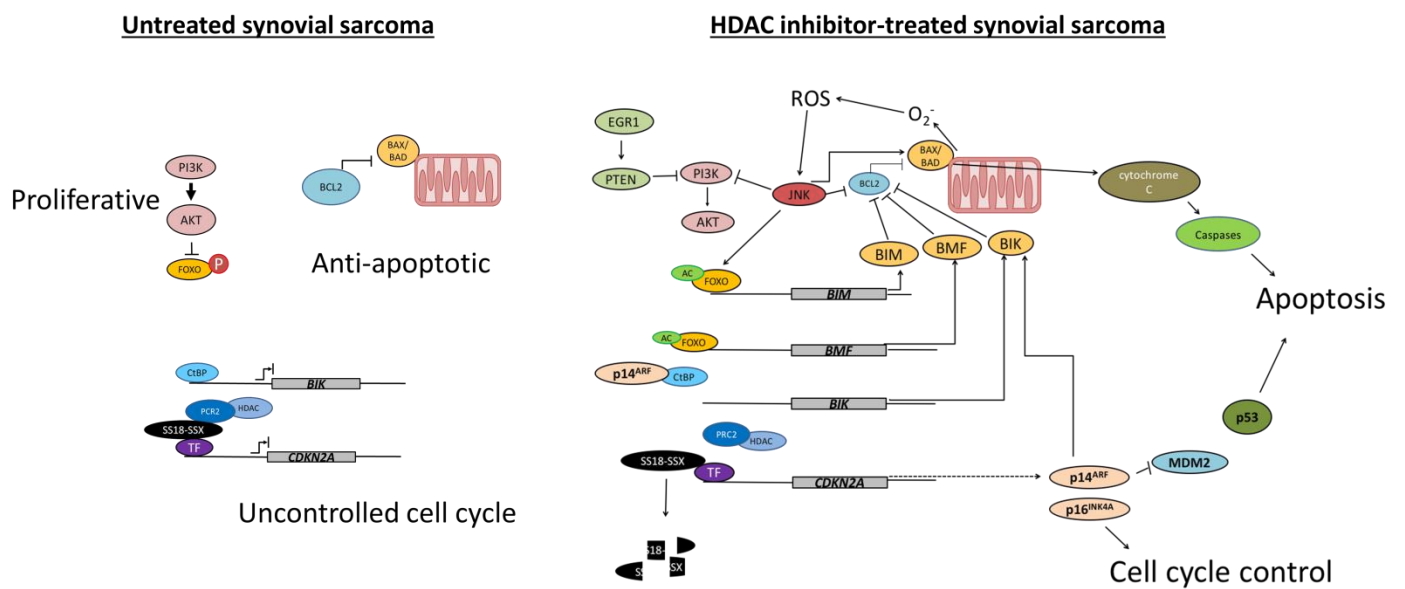 Untreated synovial sarcoma
PI3K
Proliferative
AKT
FOXO
P
BAX/
BAD
BCL2
Anti-apoptotic
CtBP
BIK
PCR2
HDAC
SS18-SSX
TF
CDKN2A
Uncontrolled cell cycle
HDAC inhibitor-treated synovial sarcoma
ROS
O₂⁻
EGR1
PTEN
PI3K
AKT
JNK
BCL2
BAX/
BAD
cytochrome
C
Caspases
Apoptosis
BIM
BMF
BIK
AC
FOXO
BIM
AC
FOXO
BMF
p14ᴬᴿᶠ
CtBP
BIK
PRC2
HDAC
SS18-SSX
TF
CDKN2A
p14ᴬᴿᶠ
p16ᴵᴺᴷ⁴ᴬ
MDM2
p53
Cell cycle control
S18-
SS
SX